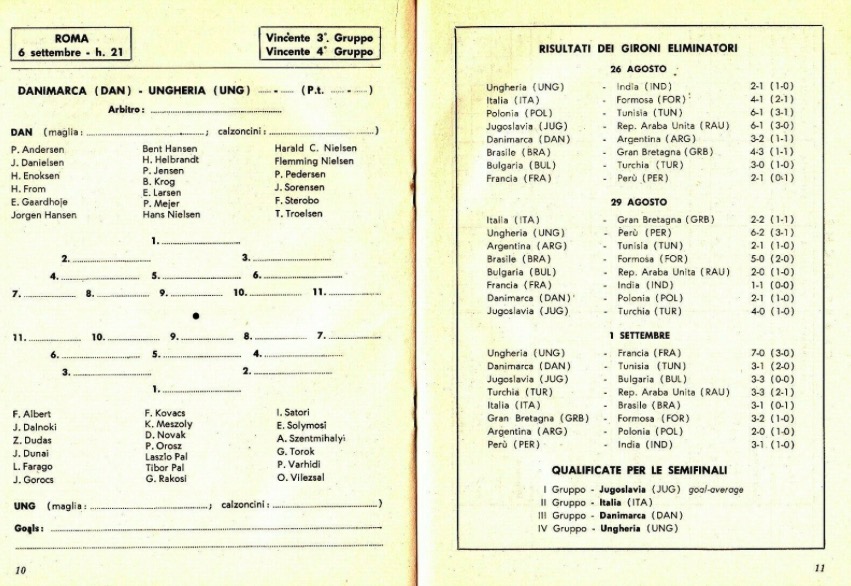 ROMA
6 settembre - h. 21
Vincente 3°. Gruppo
Vincente 4° Gruppo
DANIMARCA (DAN) - UNGHERIA (UNG) ...... - ...... (P.t. ...... - ...... )
Arbitro: ......................................
DAN (maglia: ..................................; calzoncini: ..............................)
P. Andersen Bent Hansen Harald C. Nielsen
J. Danielsen H. Helbrandt Flemming Nielsen
H. Enoksen P. Jensen P. Pedersen
H. From B. Krog J. Sorensen
E. Gaardhoje E. Larsen F. Sterobo
Jorgen Hansen P. Mejer T. Troelsen
Hans Nielsen
1. ......................
2. ...................... 3. ......................
4. ...................... 5. ...................... 6. ......................
7. ................ 8. ................ 9. ................ 10. ................ 11. ................
11. ................ 10. ................ 9. ................ 8. ................ 7. ................
6. ...................... 5. ...................... 4. ......................
3. ...................... 2. ......................
1. ......................
F. Albert F. Kovacs I. Satori
J. Dalnoki K. Meszoly E. Solymosi
Z. Dudas D. Novak A. Szentmihalyi
J. Dunai P. Orosz G. Torok
L. Farago Laszlo Pal P. Varhidi
J. Gorocs Tibor Pal O. Vilezsal
G. Rakosi
UNG (maglia: ..................................; calzoncini: ..............................)
Goals: ............................................................
10
RISULTATI DEI GIRONI ELIMINATORI
26 AGOSTO
Ungheria (UNG) - India (IND) 2-1 (1-0)
Italia (ITA) - Formosa (FOR) 4-1 (2-1)
Polonia (POL) - Tunisia (TUN) 6-1 (3-1)
Jugoslavia (JUG) - Rep. Araba Unita (RAU) 6-1 (3-0)
Danimarca (DAN) - Argentina (ARG) 3-2 (1-1)
Brasile (BRA) - Gran Bretagna (GRB) 4-3 (1-1)
Bulgaria (BUL) - Turchia (TUR) 3-0 (1-0)
Francia (FRA) - Perù (PER) 2-1 (0-1)
29 AGOSTO
Italia (ITA) - Gran Bretagna (GRB) 2-2 (1-1)
Ungheria (UNG) - Perù (PER) 6-2 (3-1)
Argentina (ARG) - Tunisia (TUN) 2-1 (1-0)
Brasile (BRA) - Formosa (FOR) 5-0 (2-0)
Bulgaria (BUL) - Rep. Araba Unita (RAU) 2-0 (1-0)
Francia (FRA) - India (IND) 1-1 (0-0)
Danimarca (DAN) - Polonia (POL) 2-1 (1-0)
Jugoslavia (JUG) - Turchia (TUR) 4-0 (1-0)
1 SETTEMBRE
Ungheria (UNG) - Francia (FRA) 7-0 (3-0)
Danimarca (DAN) - Tunisia (TUN) 3-1 (2-0)
Jugoslavia (JUG) - Bulgaria (BUL) 3-3 (0-1)
Turchia (TUR) - Rep. Araba Unita (RAU) 3-3 (2-1)
Italia (ITA) - Brasile (BRA) 3-1 (0-1)
Gran Bretagna (GRB) - Formosa (FOR) 3-2 (1-0)
Argentina (ARG) - Polonia (POL) 2-0 (1-0)
Perù (PER) - India (IND) 3-1 (1-0)
QUALIFICATE PER LE SEMIFINALI
I Gruppo - Jugoslavia (JUG) goal-average
II Gruppo - Italia (ITA)
III Gruppo - Danimarca (DAN)
IV Gruppo - Ungheria (UNG)
11